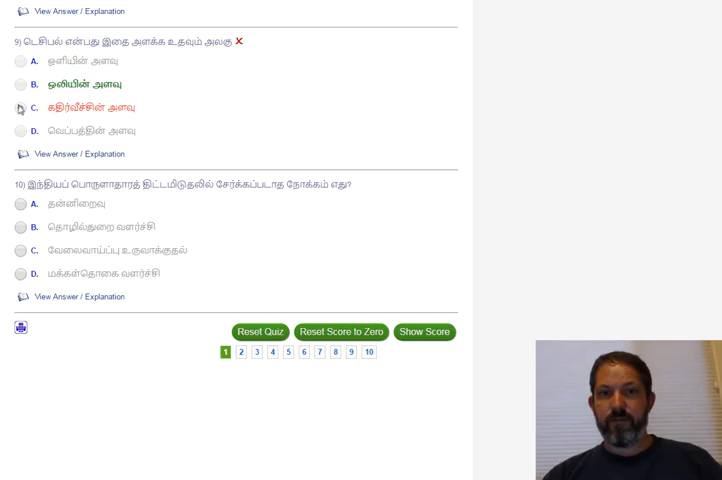 View Answer / Explanation
9) டெசிபல் என்பது இதை அளக்க உதவும் அலகு
A. ஒளியின் அளவு
B. ஒலியின் அளவு
C. கதிர்வீச்சின் அளவு
D. வெப்பத்தின் அளவு
View Answer / Explanation
10) இந்தியப் பொருளாதாரத் திட்டமிடுதலில் சேர்க்கப்படாத நோக்கம் எது?
A. தன்னிறைவு
B. தொழில்துறை வளர்ச்சி
C. வேலைவாய்ப்பு உருவாக்குதல்
D. மக்கள்தொகை வளர்ச்சி
View Answer / Explanation
Reset Quiz Reset Score to Zero Show Score
1 2 3 4 5 6 7 8 9 10